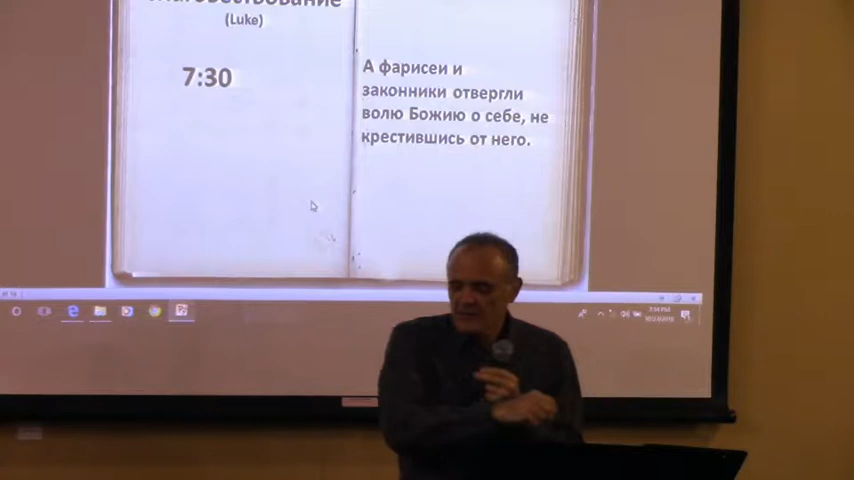 (Luke)
7:30
А фарисеи и
законники отвергли
волю Божию о себе, не
крестившись от него.